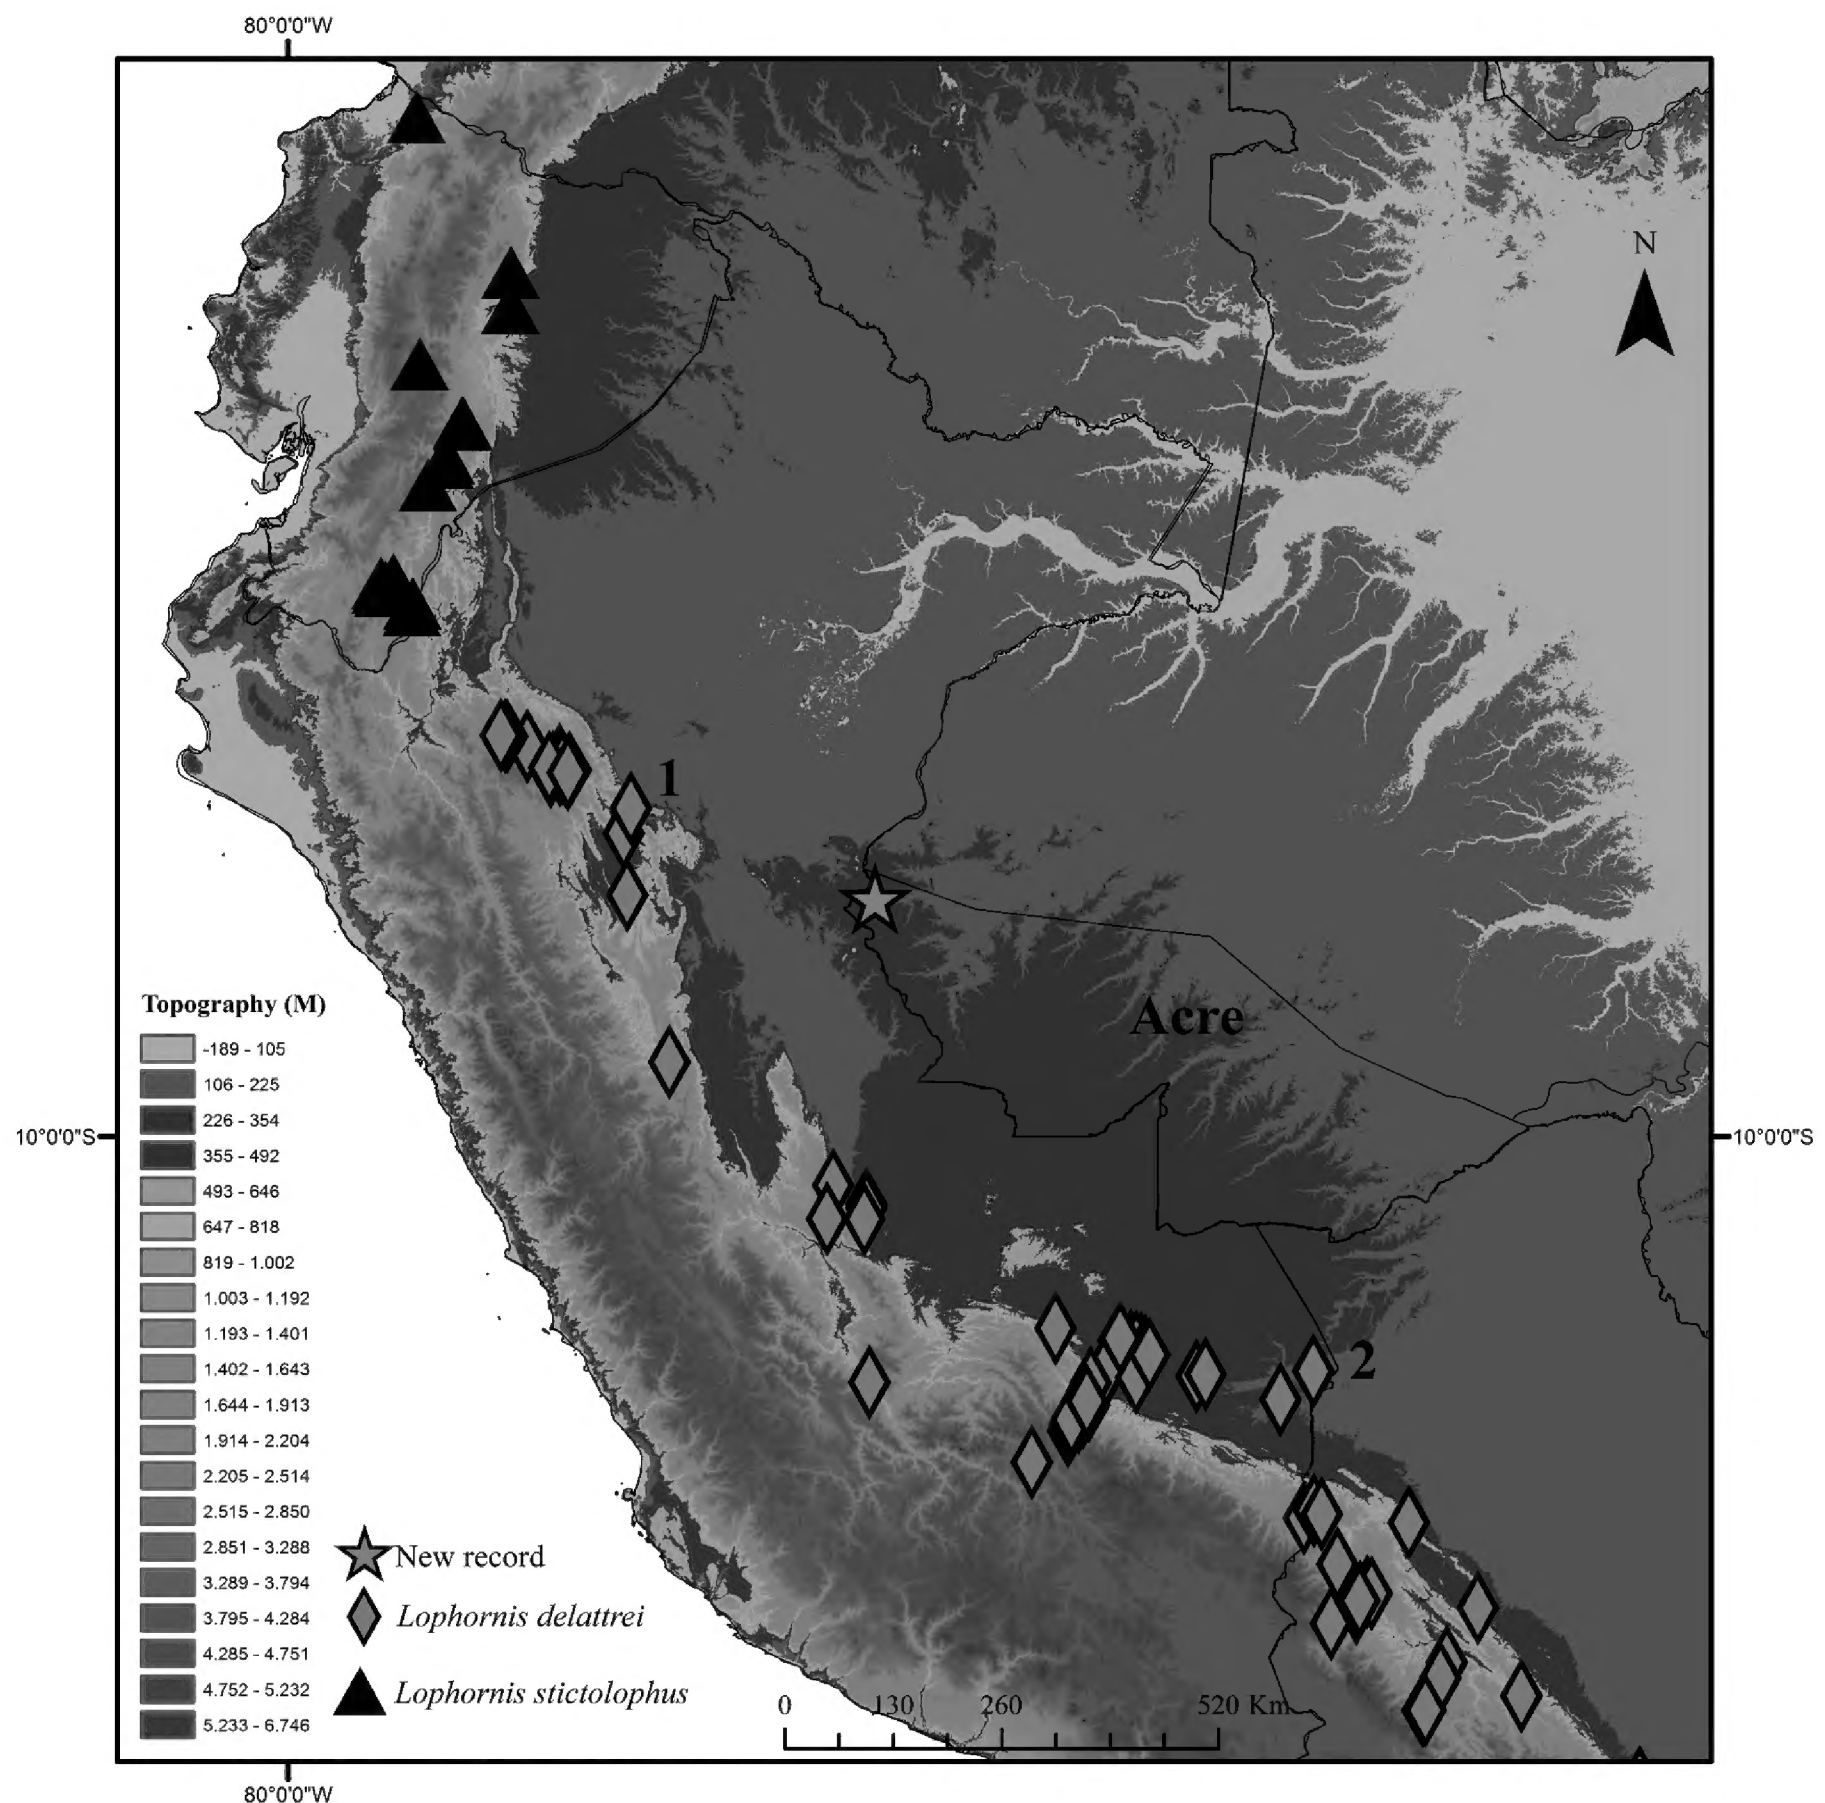 80°0'0"W
N
1
Acre
Topography (M)
-189 - 105
106 - 225
226 - 354
355 - 492
493 - 646
647 - 818
819 - 1.002
1.003 - 1.192
1.193 - 1.401
1.402 - 1.643
1.644 - 1.913
1.914 - 2.204
2.205 - 2.514
2.515 - 2.850
2.851 - 3.288
3.289 - 3.794
3.795 - 4.284
4.285 - 4.751
4.752 - 5.232
5.233 - 6.746
10°0'0"S
10°0'0"S
2
New record
Lophornis delattrei
Lophornis stictolophus
0 130 260 520 Km
80°0'0"W